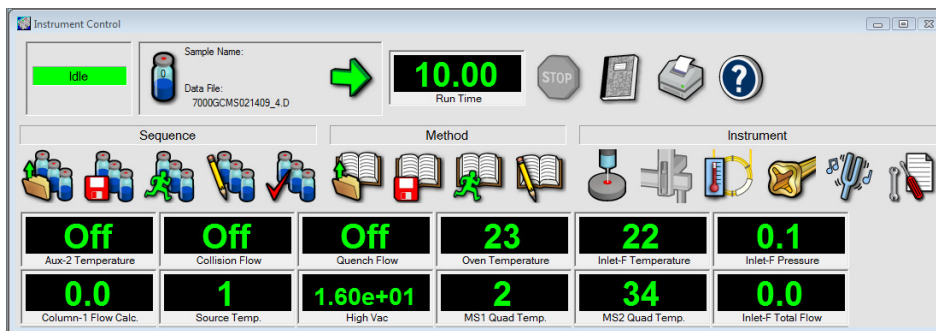 Instrument Control
Idle
0
Sample Name:
Data File:
7000GCMS021409_4.D
10.00
Run Time
STOP
?
Sequence
Method
Instrument
Off
Aux-2 Temperature
Off
Collision Flow
Off
Quench Flow
23
Oven Temperature
22
Inlet-F Temperature
0.1
Inlet-F Pressure
0.0
Column-1 Flow Calc.
1
Source Temp.
1.60e+01
High Vac
2
MS1 Quad Temp.
34
MS2 Quad Temp.
0.0
Inlet-F Total Flow